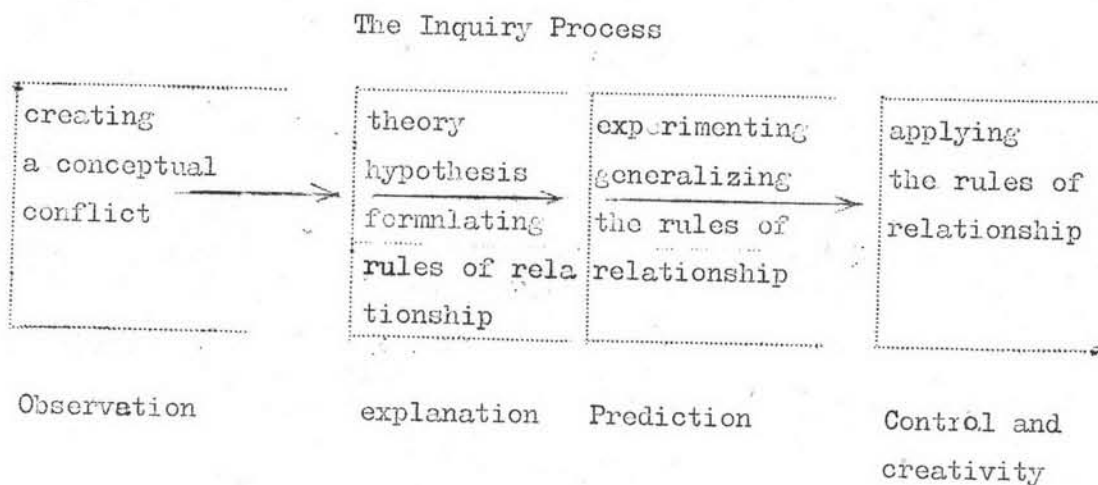 The Inquiry Process
creating
a conceptual
conflict
theory
hypothesis
formnlating
rules of rela
tionship
experimenting
generalizing
the rules of
relationship
applying
the rules of
relationship
Observation
explanation
Prediction
Control and
creativity